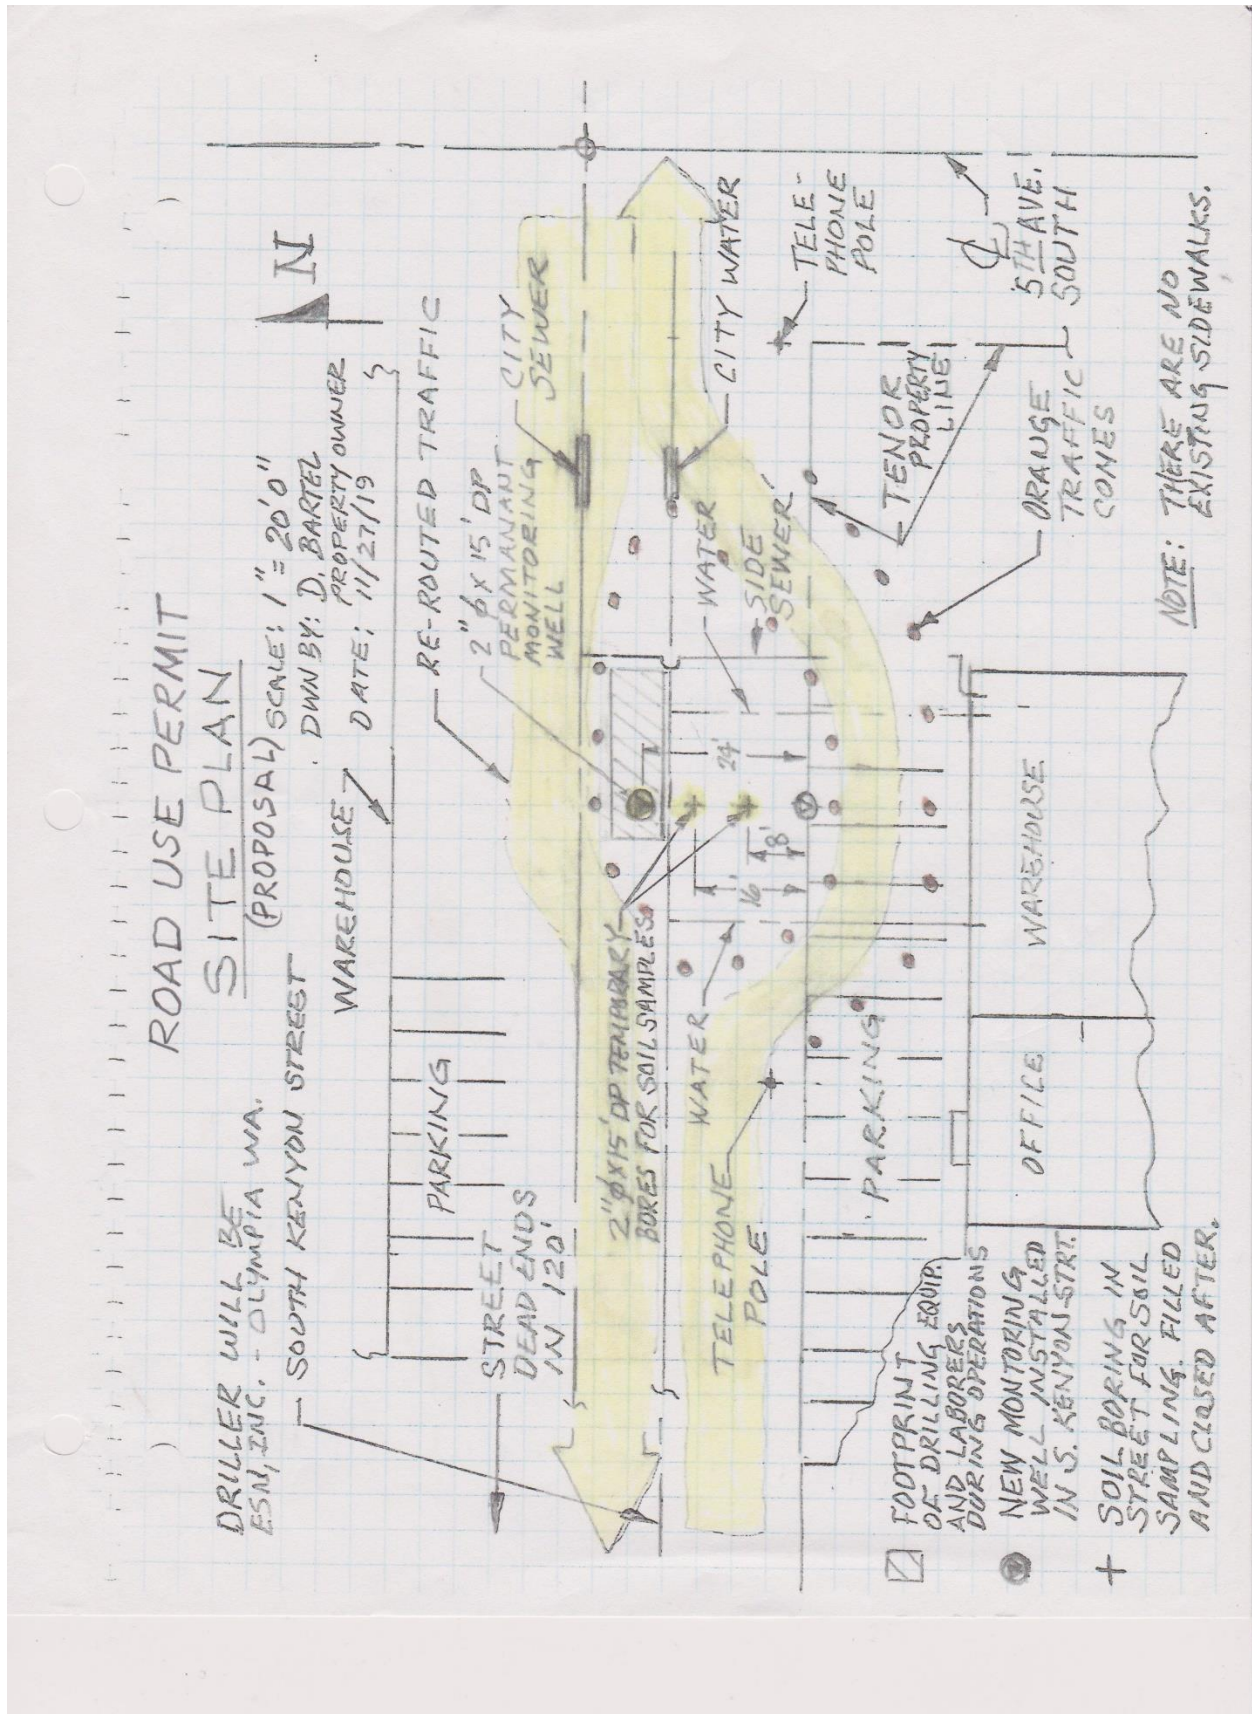 ROAD USE PERMIT
SITE PLAN
(PROPOSAL)
SCALE: 1" = 20'0"
DWN BY: D. BARTEL
PROPERTY OWNER
DATE: 11/27/19
N
DRILLER WILL BE
ESN, INC. - OLYMPIA WA.
SOUTH KENYON STREET
WAREHOUSE
RE-ROUTED TRAFFIC
2"ØX 15' DP
PERMANANT
MONITORING
WELL
CITY
SEWER
PARKING
STREET
DEAD ENDS
IN 120'
2"ØX15' DP TEMPORARY
BORES FOR SOIL SAMPLES
CITY WATER
WATER
SIDE
SEWER
24'
8'
16'
WATER
TELEPHONE
POLE
TELE-
PHONE
POLE
TENOR
PROPERTY
LINE
℄
5TH AVE.
SOUTH
ORANGE
TRAFFIC
CONES
PARKING
OFFICE
WAREHOUSE
NOTE: THERE ARE NO
EXISTING SIDEWALKS.
FOOTPRINT
OF DRILLING EQUIP.
AND LABORERS
DURING OPERATIONS
NEW MONTORING
WELL INSTALLED
IN S. KENYON STRT.
+ SOIL BORING IN
STREET FOR SOIL
SAMPLING. FILLED
AND CLOSED AFTER.